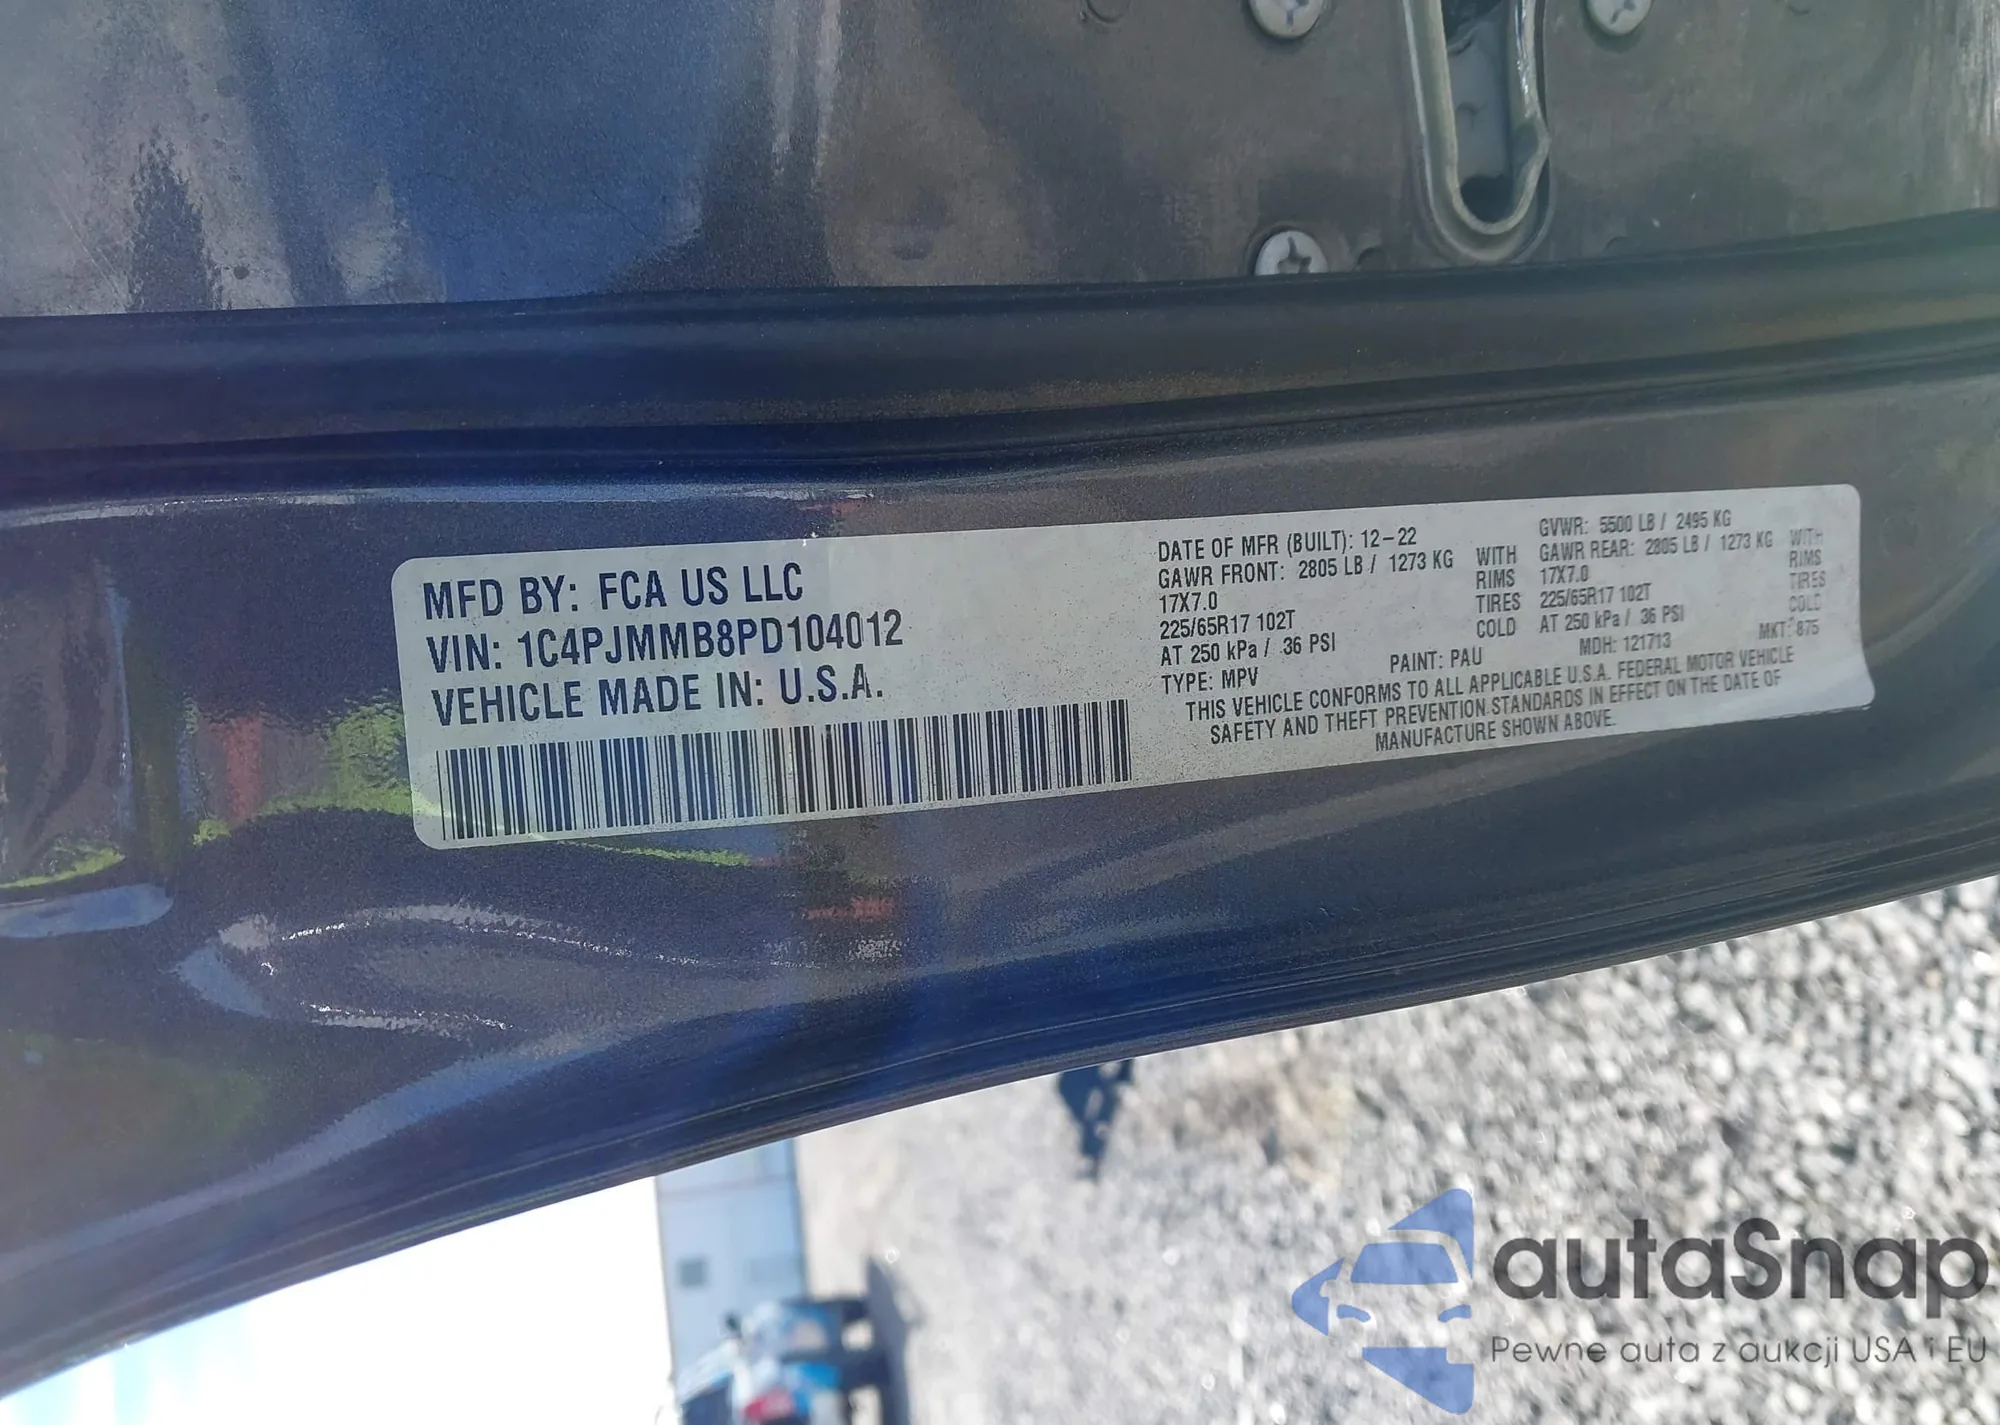 MFD BY: FCA US LLC
VIN: 1C4PJMMB8PD104012
VEHICLE MADE IN: U.S.A.
DATE OF MFR (BUILT): 12-22
GAWR FRONT: 2805 LB / 1273 KG WITH
17X7.0 RIMS
225/65R17 102T TIRES
AT 250 kPa / 36 PSI COLD
TYPE: MPV
PAINT: PAU
GVWR: 5500 LB / 2495 KG
GAWR REAR: 2805 LB / 1273 KG WITH
17X7.0 RIMS
225/65R17 102T TIRES
AT 250 kPa / 36 PSI COLD
MDH: 121713 MKT: 875
THIS VEHICLE CONFORMS TO ALL APPLICABLE U.S.A. FEDERAL MOTOR VEHICLE
SAFETY AND THEFT PREVENTION STANDARDS IN EFFECT ON THE DATE OF
MANUFACTURE SHOWN ABOVE.
autaSnap
Pewne auta z aukcji USA i EU